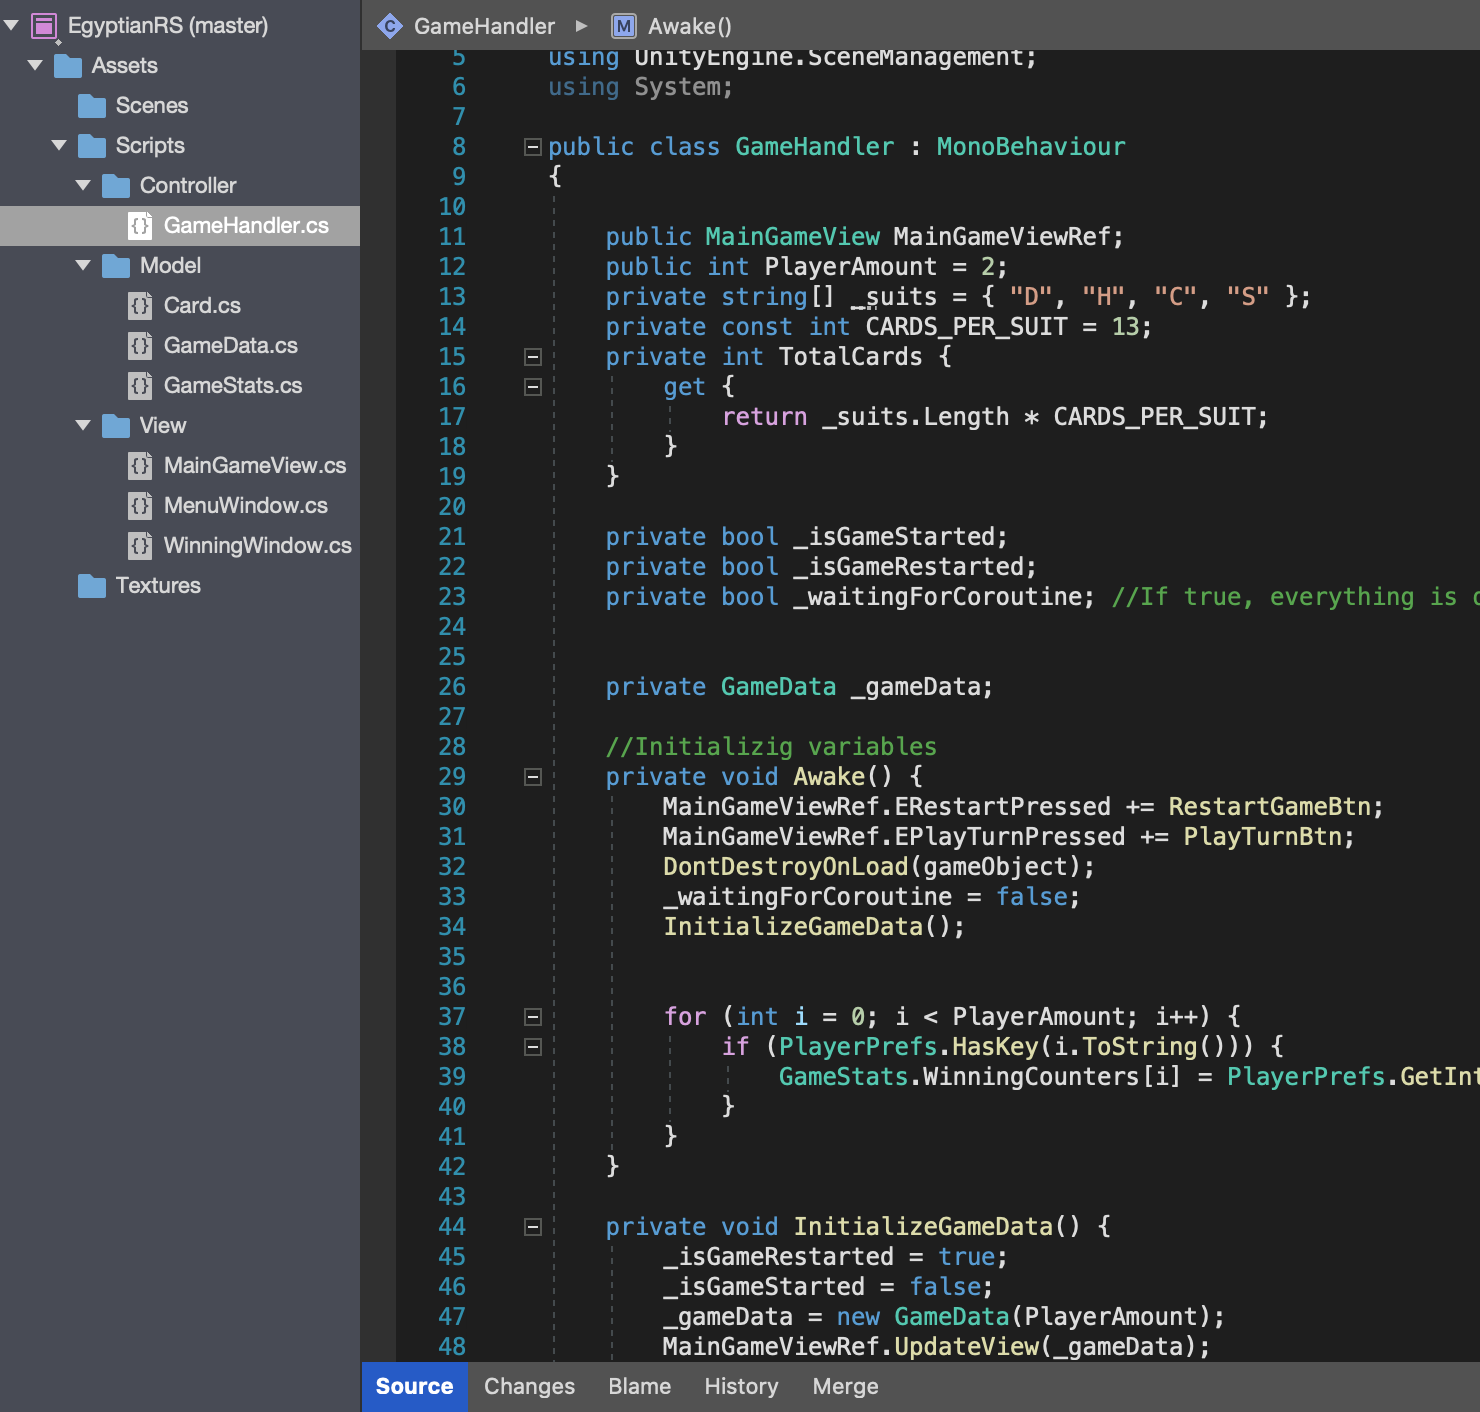 EgyptianRS (master)
Assets
Scenes
Scripts
Controller
GameHandler.cs
Model
Card.cs
GameData.cs
GameStats.cs
View
MainGameView.cs
MenuWindow.cs
WinningWindow.cs
Textures
C GameHandler ▶ M Awake()
5 using UnityEngine.SceneManagement;
6 using System;
7
8 public class GameHandler : MonoBehaviour
9 {
10
11 public MainGameView MainGameViewRef;
12 public int PlayerAmount = 2;
13 private string[] _suits = { "D", "H", "C", "S" };
14 private const int CARDS_PER_SUIT = 13;
15 private int TotalCards {
16 get {
17 return _suits.Length * CARDS_PER_SUIT;
18 }
19 }
20
21 private bool _isGameStarted;
22 private bool _isGameRestarted;
23 private bool _waitingForCoroutine; //If true, everything is
24
25
26 private GameData _gameData;
27
28 //Initializig variables
29 private void Awake() {
30 MainGameViewRef.ERestartPressed += RestartGameBtn;
31 MainGameViewRef.EPlayTurnPressed += PlayTurnBtn;
32 DontDestroyOnLoad(gameObject);
33 _waitingForCoroutine = false;
34 InitializeGameData();
35
36
37 for (int i = 0; i < PlayerAmount; i++) {
38 if (PlayerPrefs.HasKey(i.ToString())) {
39 GameStats.WinningCounters[i] = PlayerPrefs.GetInt
40 }
41 }
42 }
43
44 private void InitializeGameData() {
45 _isGameRestarted = true;
46 _isGameStarted = false;
47 _gameData = new GameData(PlayerAmount);
48 MainGameViewRef.UpdateView(_gameData);
Source Changes Blame History Merge